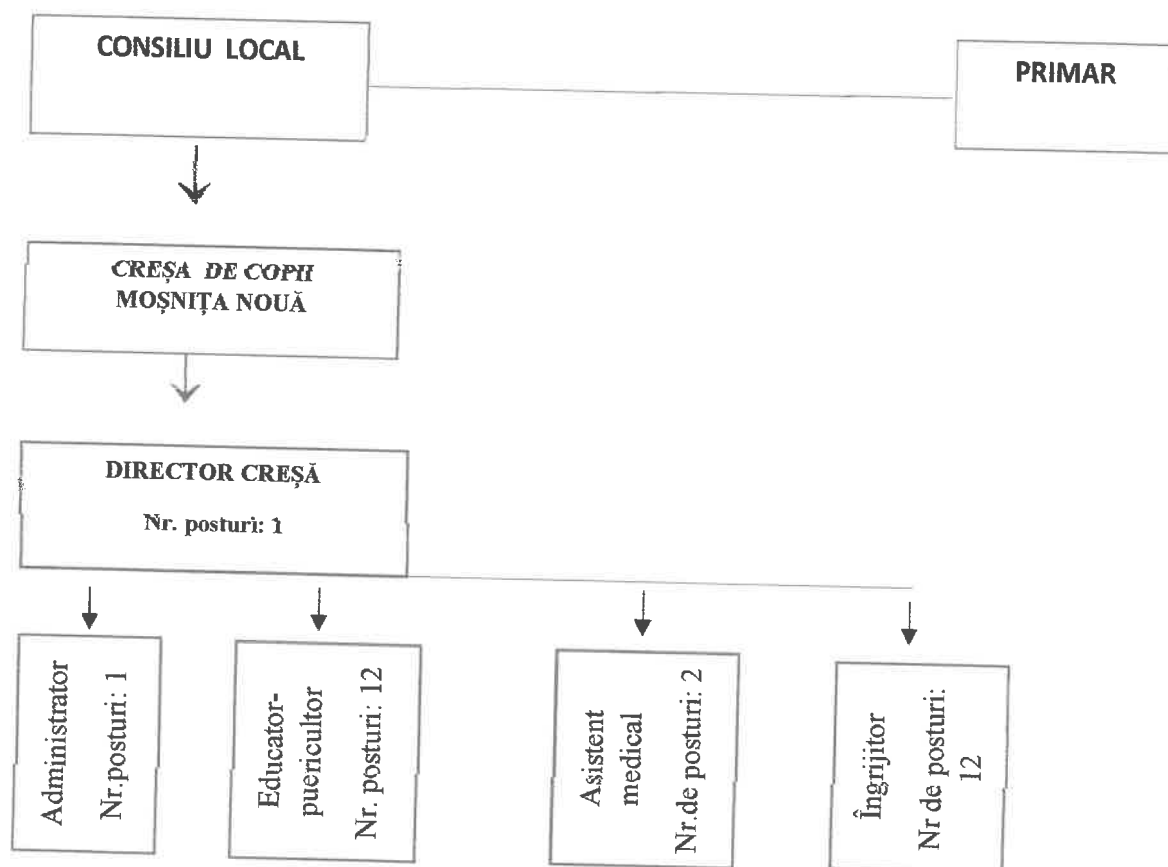 CONSILIU LOCAL
PRIMAR
CREȘA DE COPII
MOȘNIȚA NOUĂ
DIRECTOR CREȘĂ
Nr. posturi: 1
Administrator
Nr.posturi: 1
Educator-
puericultor
Nr. posturi: 12
Asistent
medical
Nr.de posturi: 2
Îngrijitor
Nr de posturi:
12